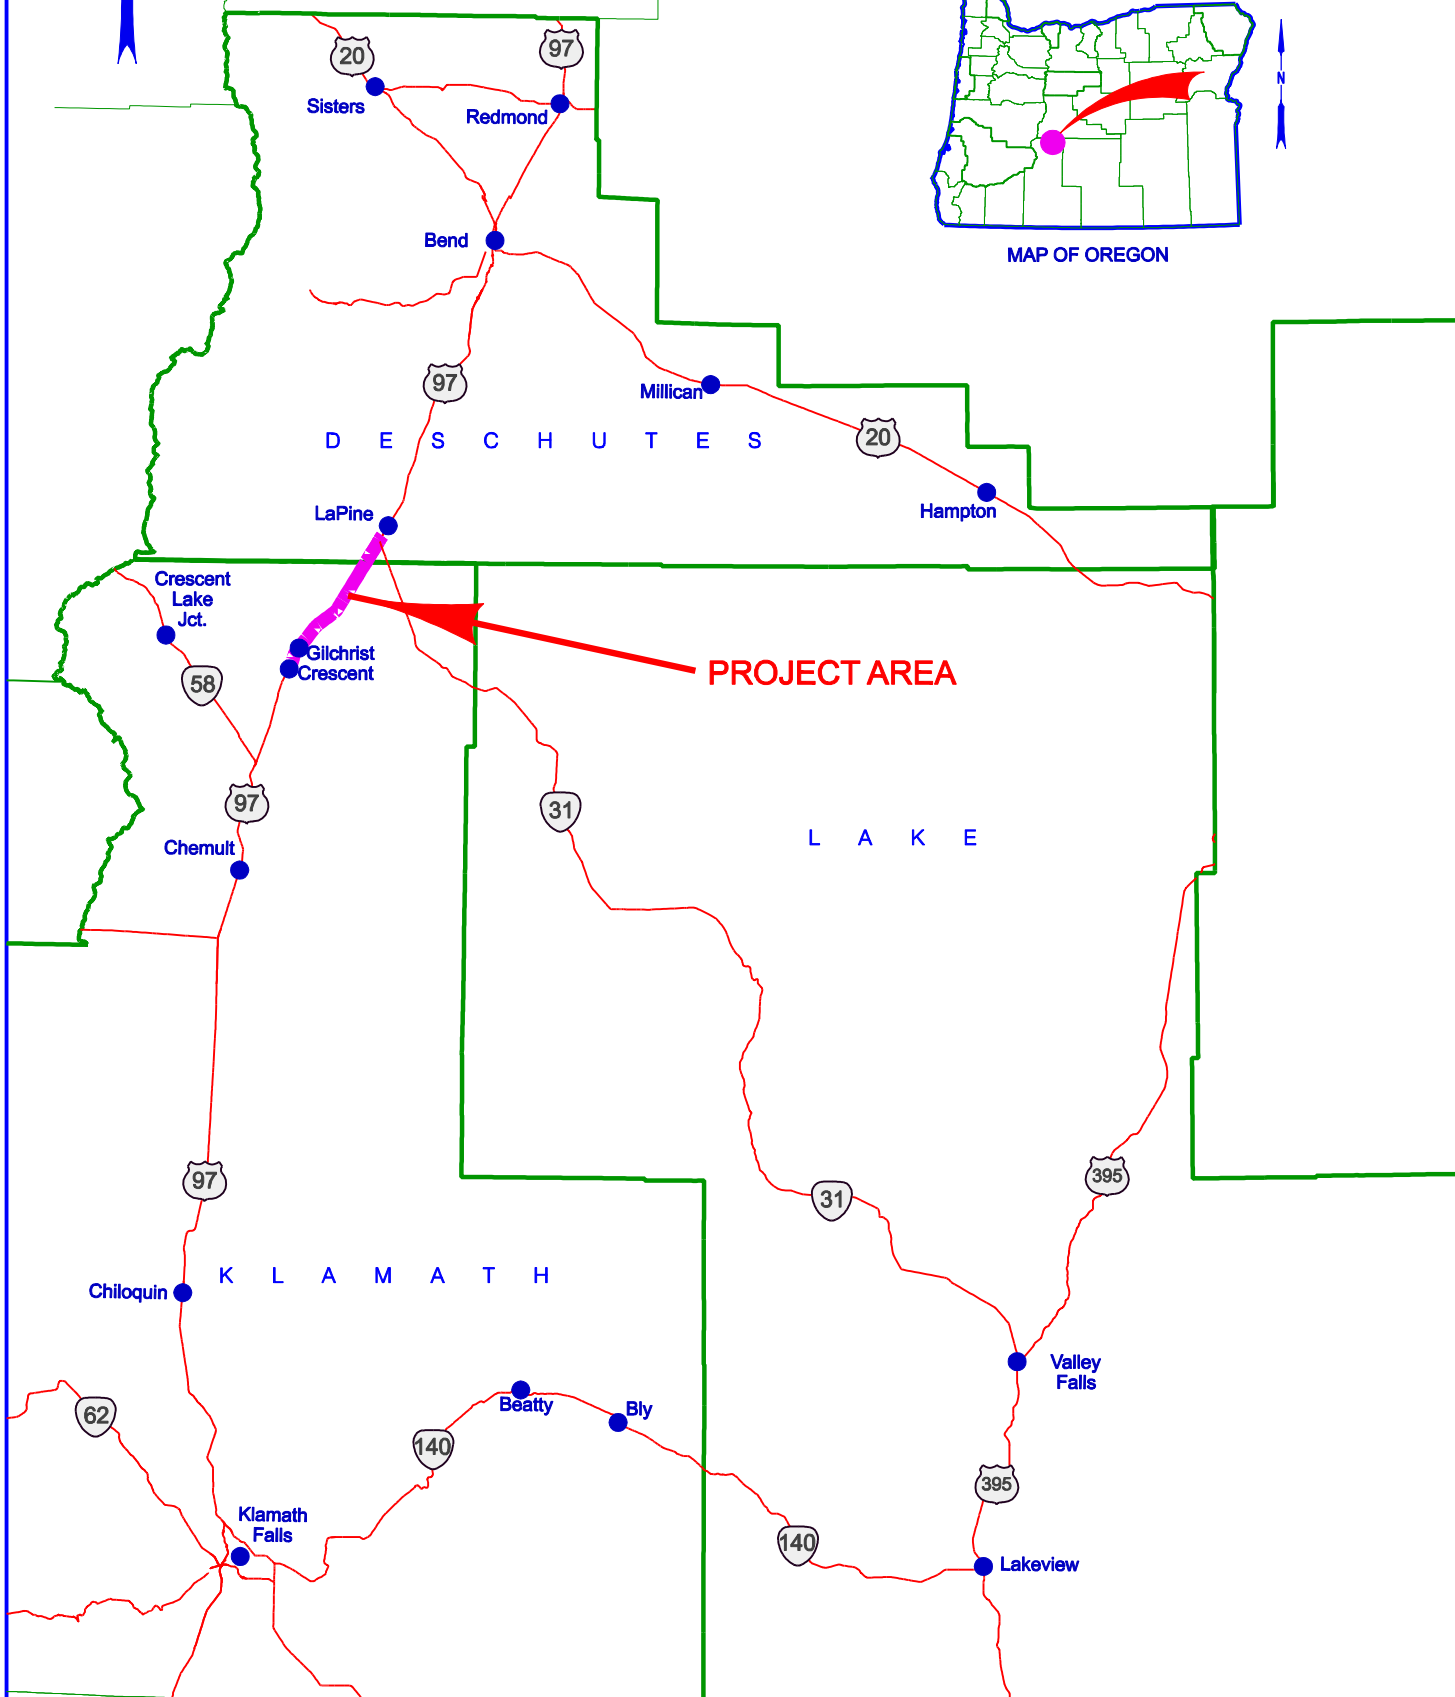 20
97
N
Sisters
Redmond
Bend
MAP OF OREGON
97
Millican
D E S C H U T E S
20
LaPine
Hampton
Crescent
Lake
Jct.
Gilchrist
Crescent
PROJECT AREA
58
97
31
L A K E
Chemult
97
31
395
K L A M A T H
Chiloquin
Valley
Falls
Beatty
Bly
62
140
395
Klamath
Falls
140
Lakeview